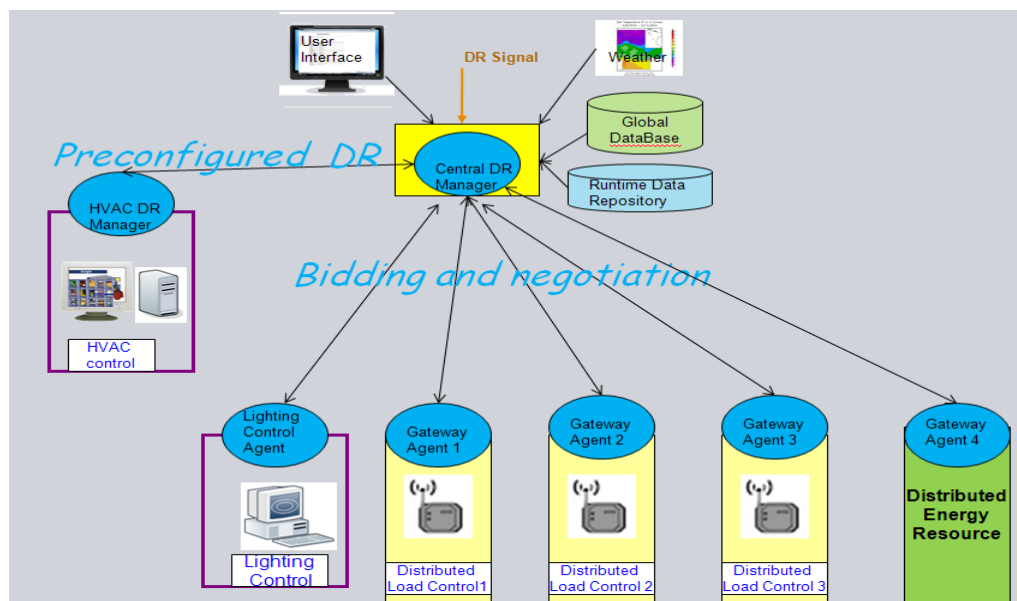 User
Interface
DR Signal
Weather
Global
DataBase
Preconfigured DR
Central DR
Manager
Runtime Data
Repository
HVAC DR
Manager
Bidding and negotiation
HVAC
control
Lighting
Control
Agent
Gateway
Agent 1
Gateway
Agent 2
Gateway
Agent 3
Gateway
Agent 4
Distributed
Energy
Resource
Lighting
Control
Distributed
Load Control1
Distributed
Load Control 2
Distributed
Load Control 3